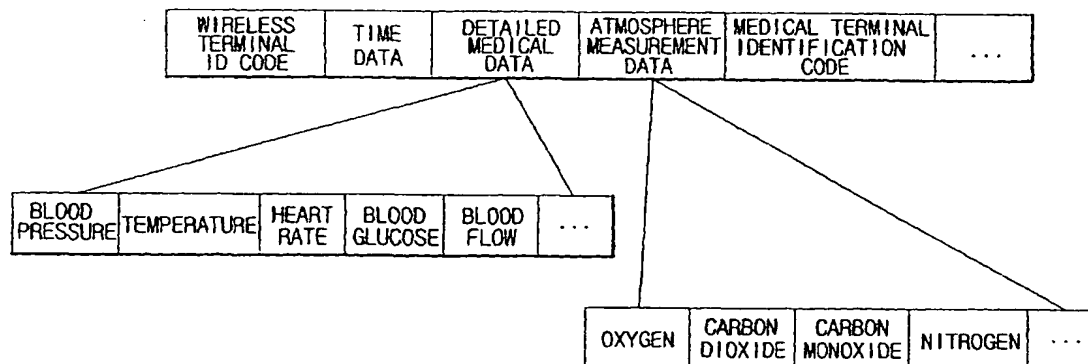 WIRELESS
TERMINAL
ID CODE
TIME
DATA
DETAILED
MEDICAL
DATA
ATMOSPHERE
MEASUREMENT
DATA
MEDICAL TERMINAL
IDENTIFICATION
CODE
...
BLOOD
PRESSURE
TEMPERATURE
HEART
RATE
BLOOD
GLUCOSE
BLOOD
FLOW
...
OXYGEN
CARBON
DIOXIDE
CARBON
MONOXIDE
NITROGEN
...